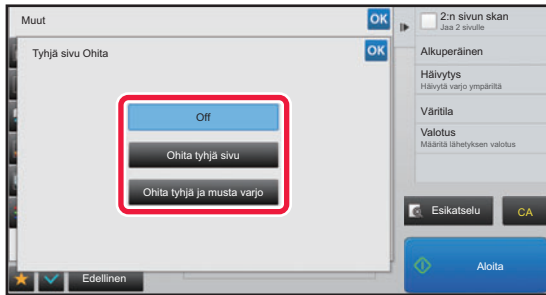 Muut
OK
Tyhjä sivu Ohita
OK
Off
Ohita tyhjä sivu
Ohita tyhjä ja musta varjo
Edellinen
2:n sivun skan
Jaa 2 sivulle
Alkuperäinen
Häivytys
Häivytä varjo ympäriltä
Väritila
Valotus
Määritä lähetyksen valotus
Esikatselu
CA
Aloita